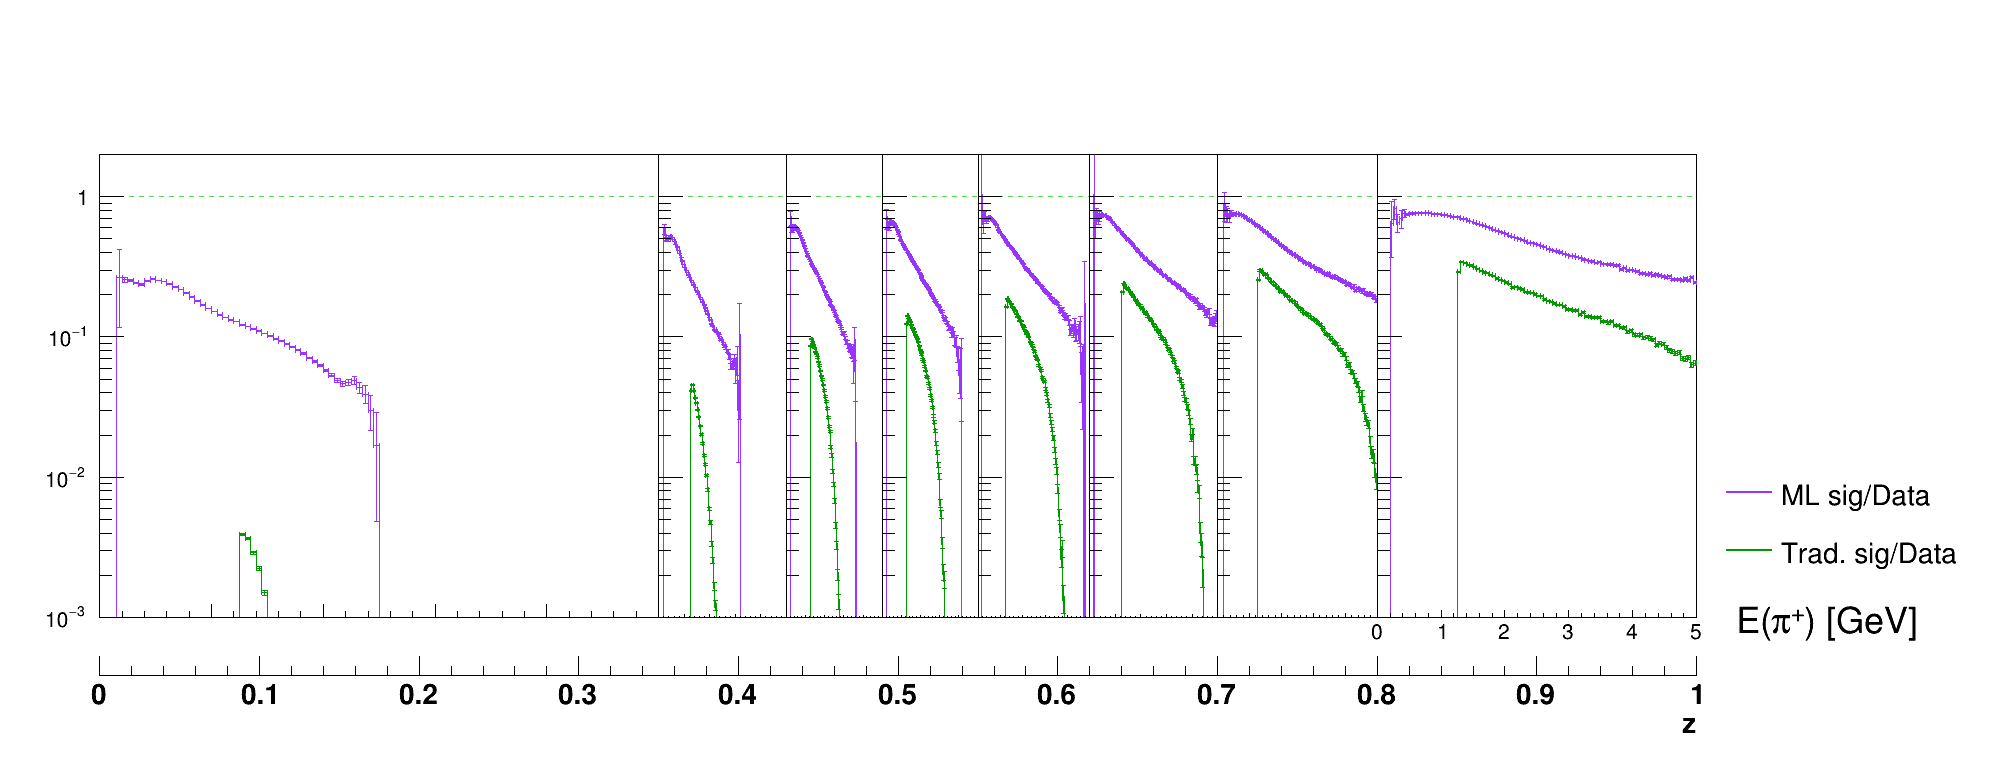 1
10⁻¹
10⁻²
10⁻³
ML sig/Data
Trad. sig/Data
E(π⁺) [GeV]
0 1 2 3 4 5
0 0.1 0.2 0.3 0.4 0.5 0.6 0.7 0.8 0.9 1
z